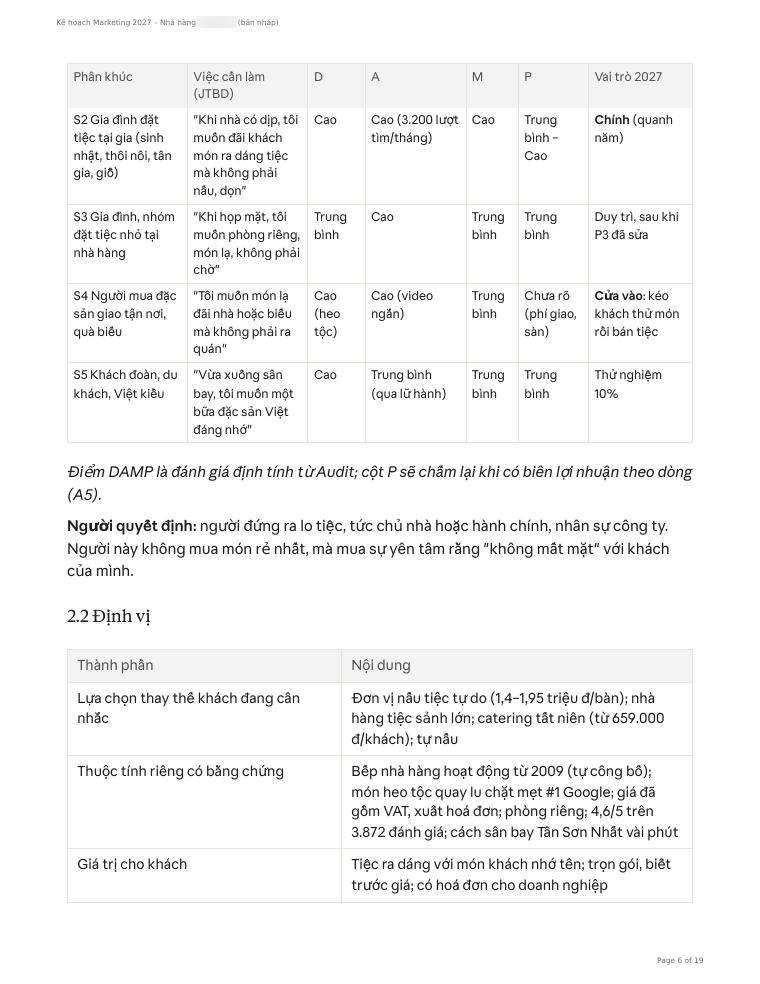 Kế hoạch Marketing 2027 – Nhà hàng (bản nháp)
Phân khúc Việc cần làm (JTBD) D A M P Vai trò 2027
S2 Gia đình đặt tiệc tại gia (sinh nhật, thôi nôi, tân gia, giỗ)
"Khi nhà có dịp, tôi muốn đãi khách món ra dáng tiệc mà không phải nấu, dọn"
Cao
Cao (3.200 lượt tìm/tháng)
Cao
Trung bình – Cao
Chính (quanh năm)
S3 Gia đình, nhóm đặt tiệc nhỏ tại nhà hàng
"Khi họp mặt, tôi muốn phòng riêng, món lạ, không phải chờ"
Trung bình
Cao
Trung bình
Trung bình
Duy trì, sau khi P3 đã sửa
S4 Người mua đặc sản giao tận nơi, quà biếu
"Tôi muốn món lạ đãi nhà hoặc biếu mà không phải ra quán"
Cao (heo tộc)
Cao (video ngắn)
Trung bình
Chưa rõ (phí giao, sàn)
Cửa vào: kéo khách thử món rồi bán tiệc
S5 Khách đoàn, du khách, Việt kiều
"Vừa xuống sân bay, tôi muốn một bữa đặc sản Việt đáng nhớ"
Cao
Trung bình (qua lữ hành)
Trung bình
Trung bình
Thử nghiệm 10%
Điểm DAMP là đánh giá định tính từ Audit; cột P sẽ chấm lại khi có biên lợi nhuận theo dòng
(A5).
Người quyết định: người đứng ra lo tiệc, tức chủ nhà hoặc hành chính, nhân sự công ty.
Người này không mua món rẻ nhất, mà mua sự yên tâm rằng "không mất mặt" với khách
của mình.
2.2 Định vị
Thành phần Nội dung
Lựa chọn thay thế khách đang cân
nhắc
Đơn vị nấu tiệc tự do (1,4–1,95 triệu đ/bàn); nhà
hàng tiệc sảnh lớn; catering tất niên (từ 659.000
đ/khách); tự nấu
Thuộc tính riêng có bằng chứng
Bếp nhà hàng hoạt động từ 2009 (tự công bố);
món heo tộc quay lu chặt mẹt #1 Google; giá đã
gồm VAT, xuất hoá đơn; phòng riêng; 4,6/5 trên
3.872 đánh giá; cách sân bay Tân Sơn Nhất vài phút
Giá trị cho khách
Tiệc ra dáng với món khách nhớ tên; trọn gói, biết
trước giá; có hoá đơn cho doanh nghiệp
Page 6 of 19